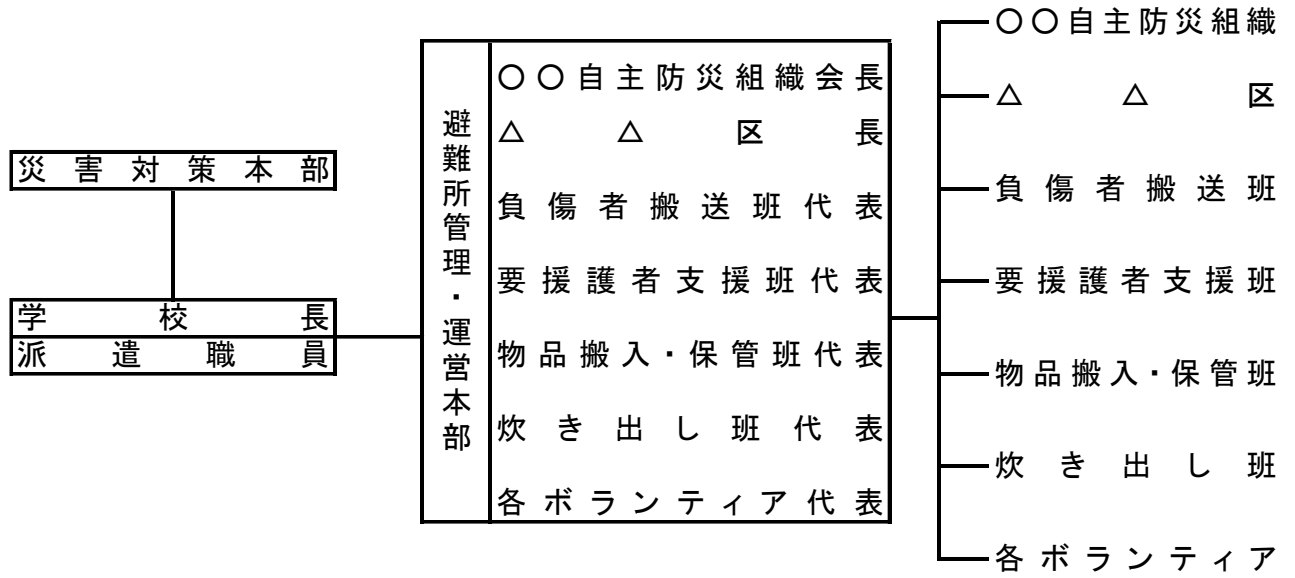 災害対策本部
学校長
派遣職員
避難所管理・運営本部
〇〇自主防災組織会長
△△区長
負傷者搬送班代表
要援護者支援班代表
物品搬入・保管班代表
炊き出し班代表
各ボランティア代表
〇〇自主防災組織
△△区
負傷者搬送班
要援護者支援班
物品搬入・保管班
炊き出し班
各ボランティア